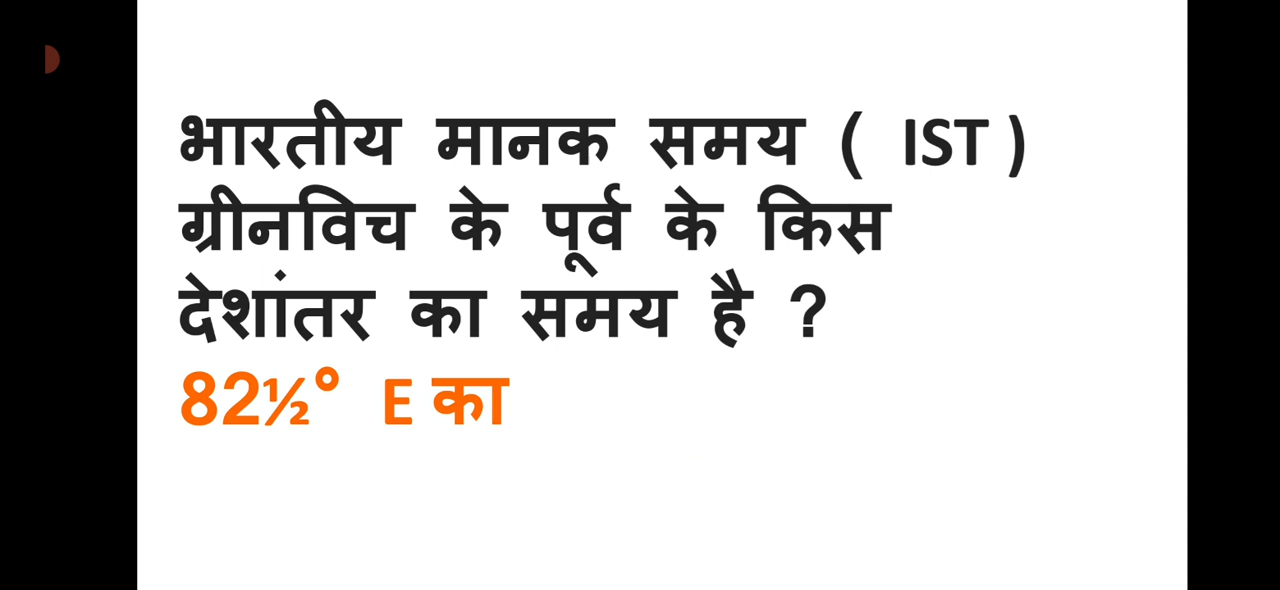 भारतीय मानक समय ( IST )
ग्रीनविच के पूर्व के किस
देशांतर का समय है ?
82½° E का